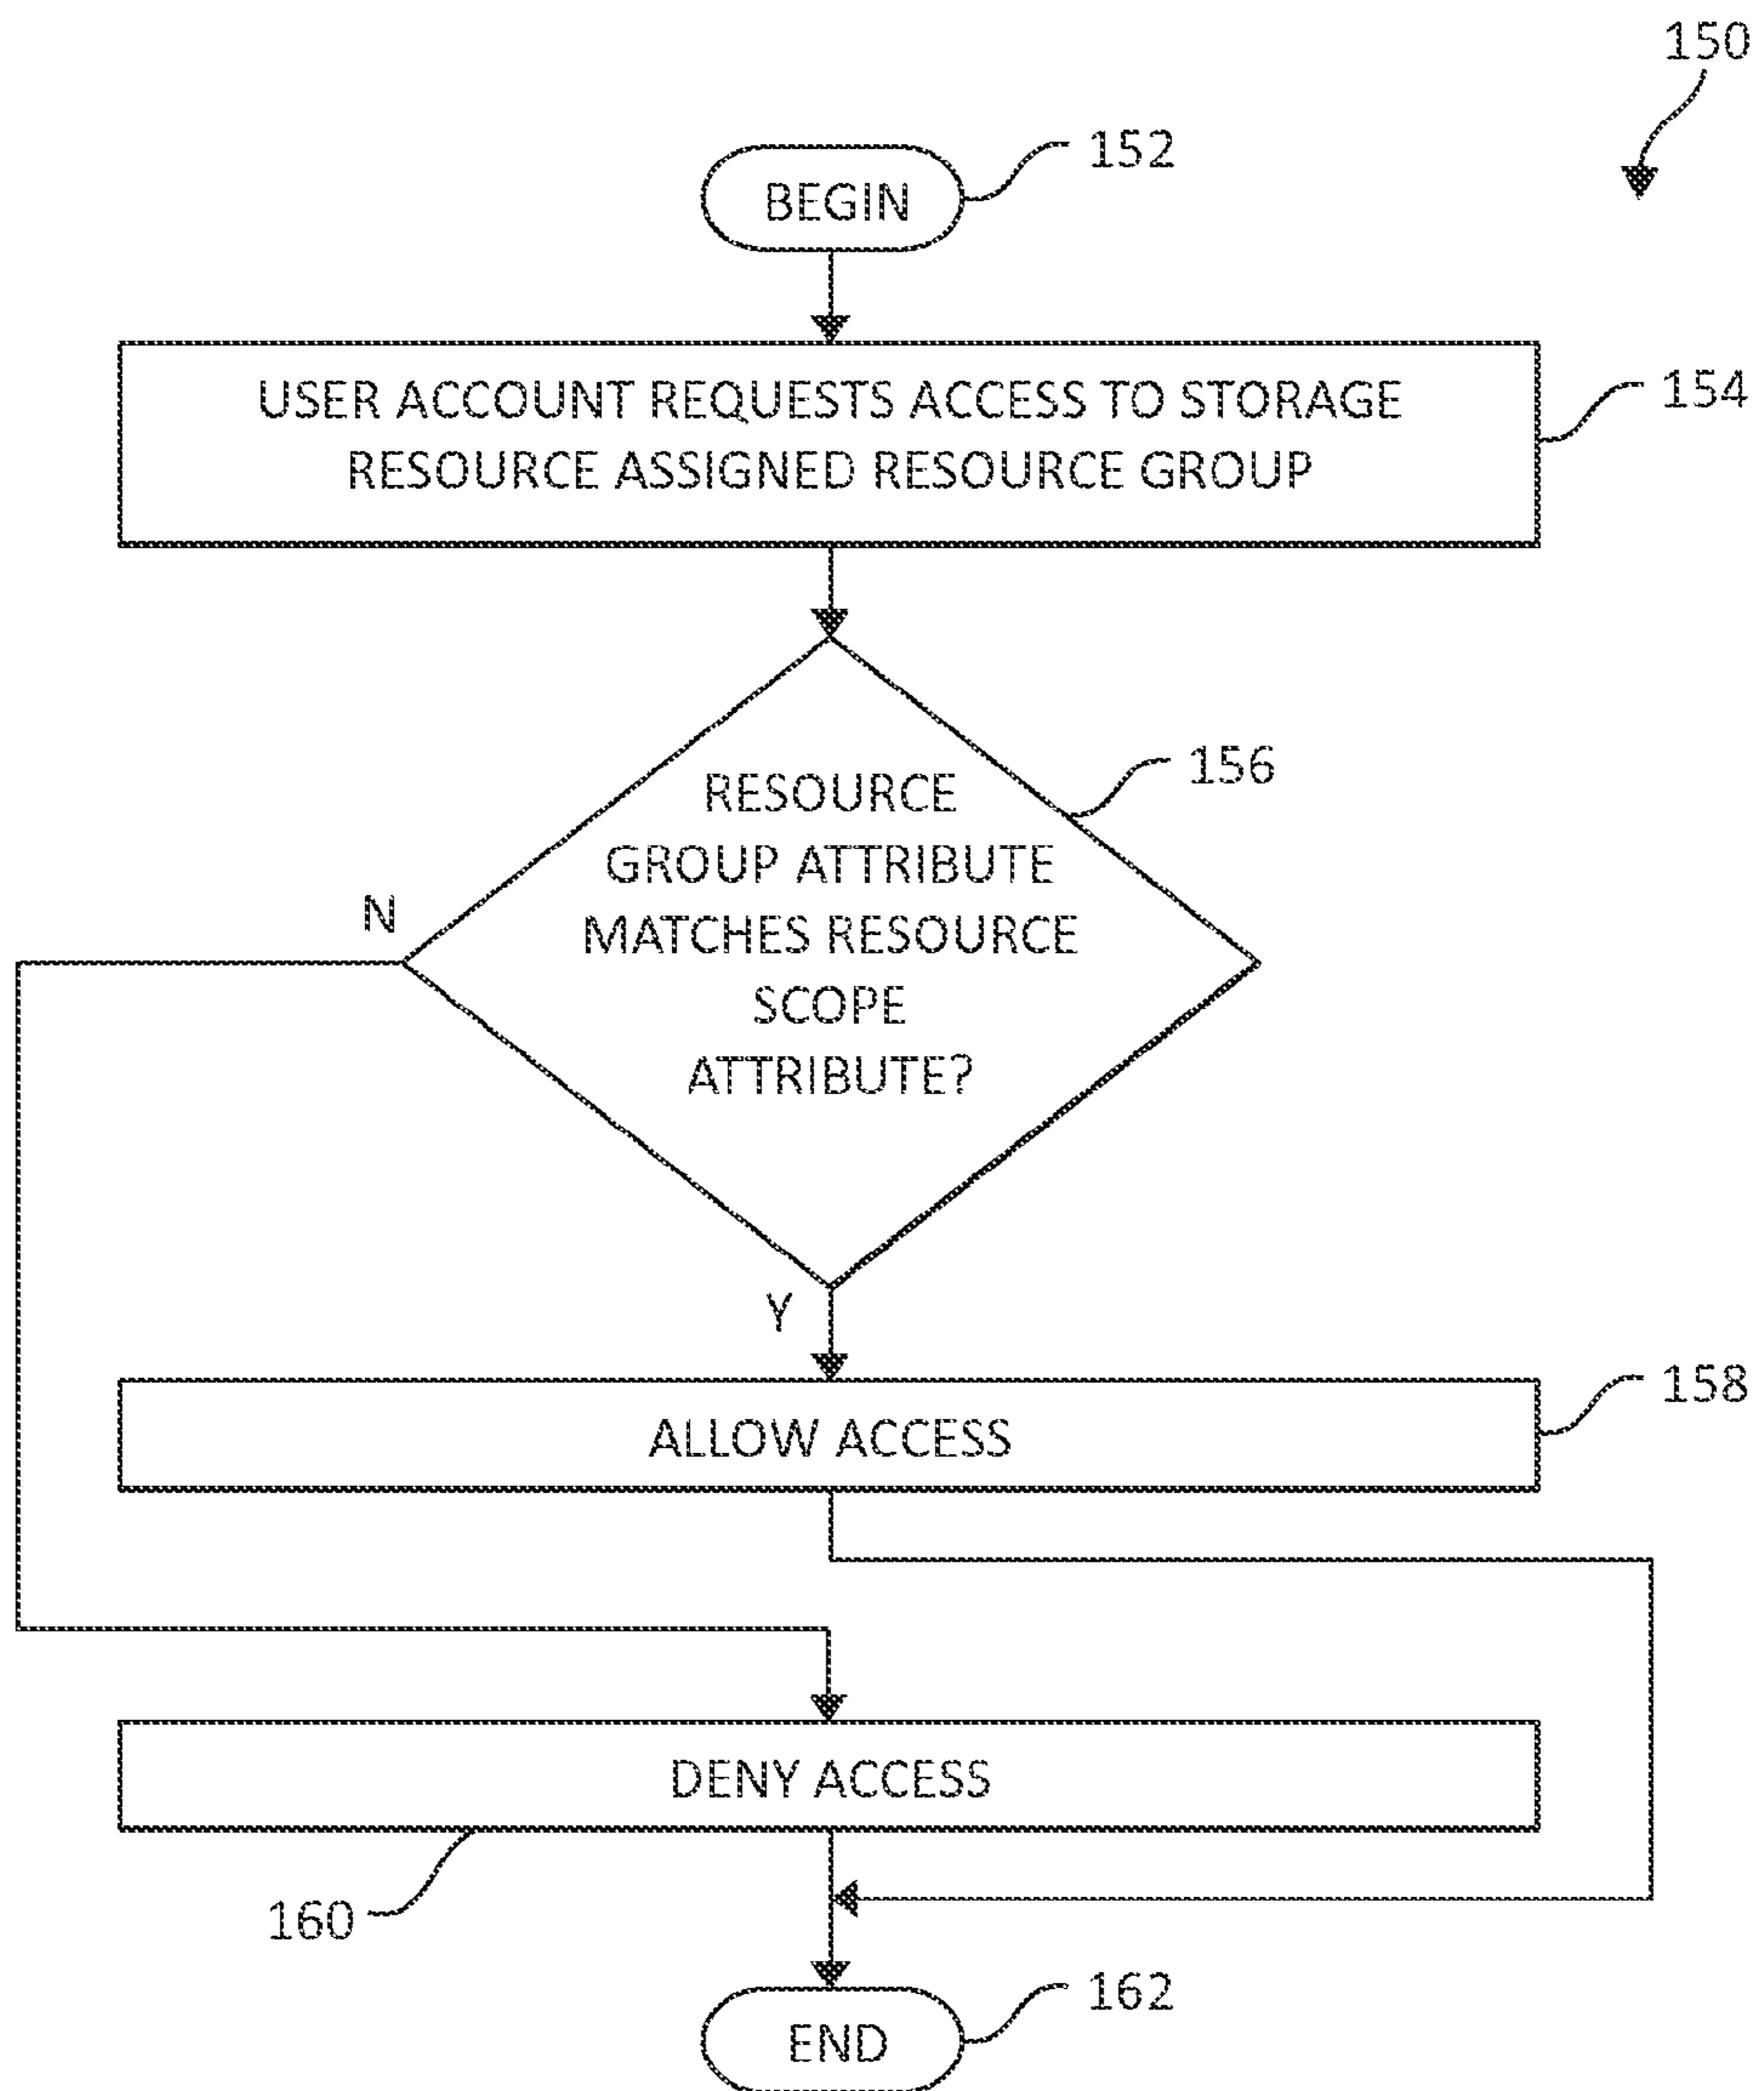 150
152
BEGIN
USER ACCOUNT REQUESTS ACCESS TO STORAGE
RESOURCE ASSIGNED RESOURCE GROUP
154
156
RESOURCE
GROUP ATTRIBUTE
MATCHES RESOURCE
SCOPE
ATTRIBUTE?
N
Y
158
ALLOW ACCESS
DENY ACCESS
160
162
END